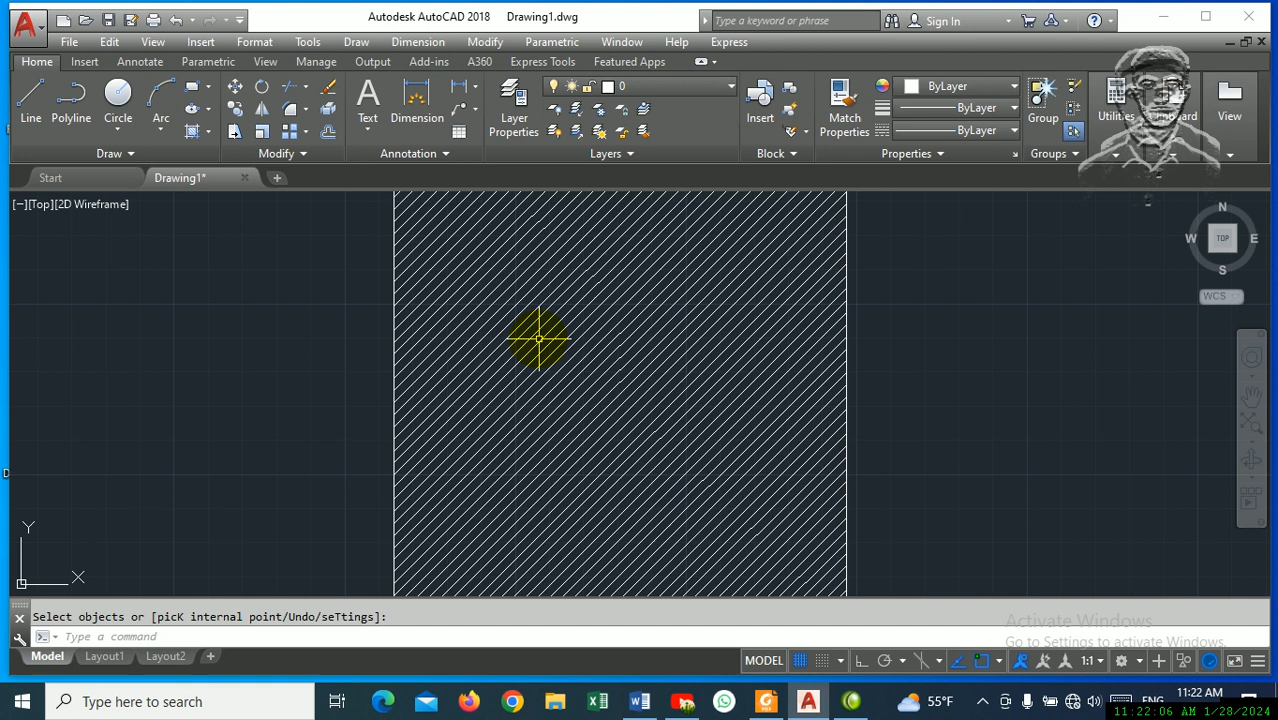 Autodesk AutoCAD 2018 Drawing1.dwg
Type a keyword or phrase
Sign In
File Edit View Insert Format Tools Draw Dimension Modify Parametric Window Help Express
Home Insert Annotate Parametric View Manage Output Add-ins A360 Express Tools Featured Apps
Line Polyline Circle Arc
Text Dimension
Layer Properties
0
Insert
Match Properties
ByLayer
ByLayer
ByLayer
Group
Utilities
View
Draw Modify Annotation Layers Block Properties Groups
Start Drawing1*
[−][Top][2D Wireframe]
N
W TOP E
S
WCS
Y
X
Select objects or [picK internal point/Undo/seTtings]:
Type a command
Activate Windows
Go to Settings to activate Windows.
Model Layout1 Layout2
MODEL 1:1
Type here to search
55°F
ENG
11:22 AM
11:22:06 AM 1/28/2024